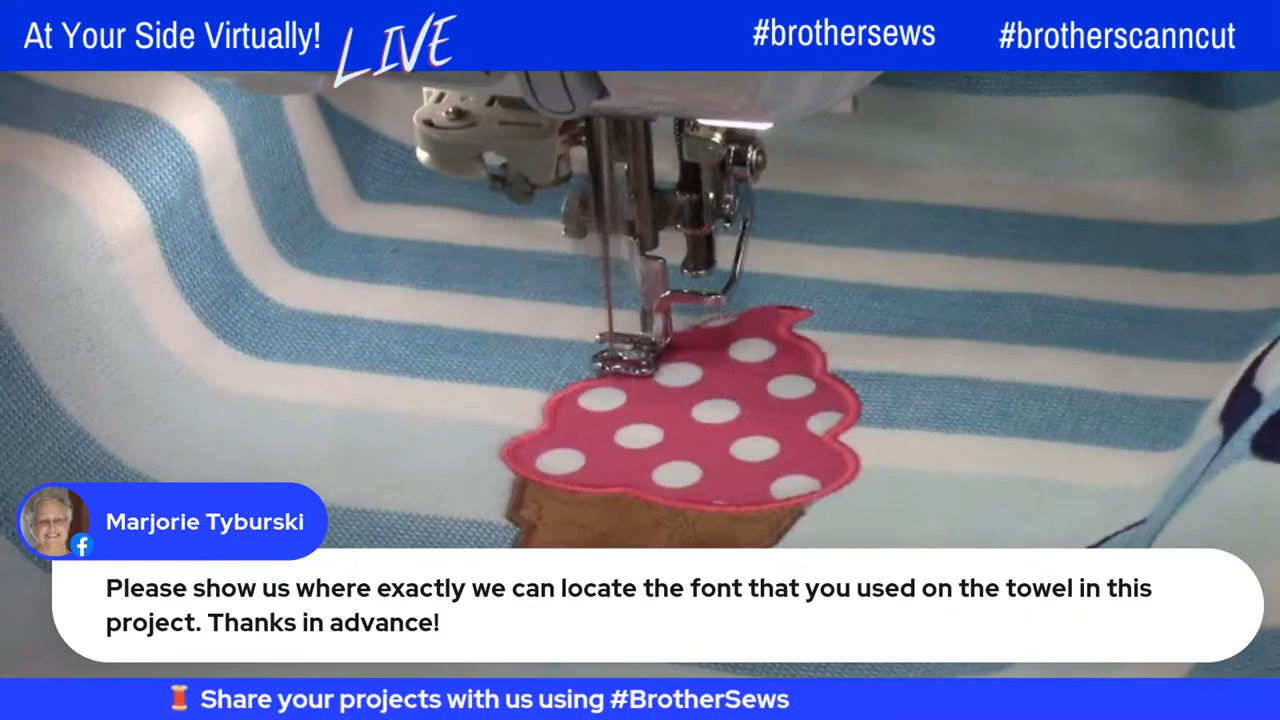 At Your Side Virtually! LIVE #brothersews #brotherscanncut
Marjorie Tyburski
Please show us where exactly we can locate the font that you used on the towel in this
project. Thanks in advance!
Share your projects with us using #BrotherSews